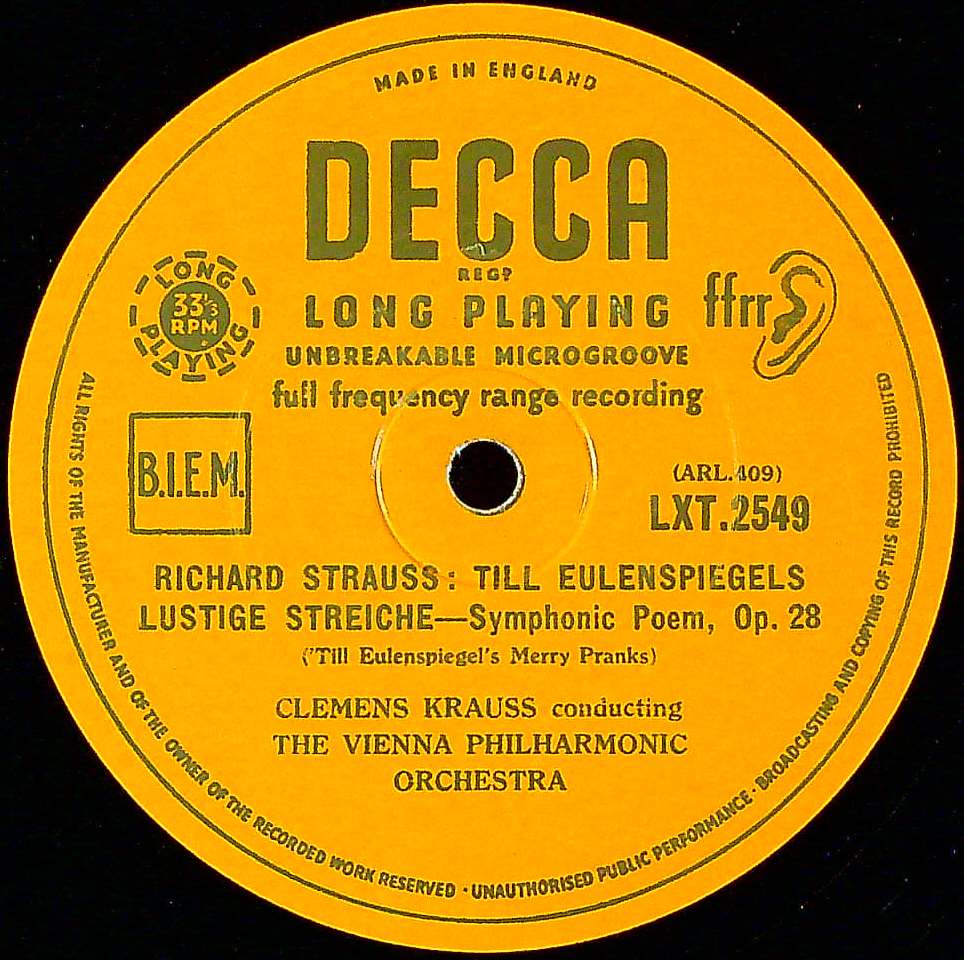 MADE IN ENGLAND
DECCA
REGD
LONG PLAYING
33⅓ RPM
LONG PLAYING
ffrr
UNBREAKABLE MICROGROOVE
full frequency range recording
B.I.E.M.
(ARL.409)
LXT.2549
RICHARD STRAUSS : TILL EULENSPIEGELS
LUSTIGE STREICHE—Symphonic Poem, Op. 28
('Till Eulenspiegel's Merry Pranks)
CLEMENS KRAUSS conducting
THE VIENNA PHILHARMONIC
ORCHESTRA
ALL RIGHTS OF THE MANUFACTURER AND OF THE OWNER OF THE RECORDED WORK RESERVED · UNAUTHORISED PUBLIC PERFORMANCE · BROADCASTING AND COPYING OF THIS RECORD PROHIBITED